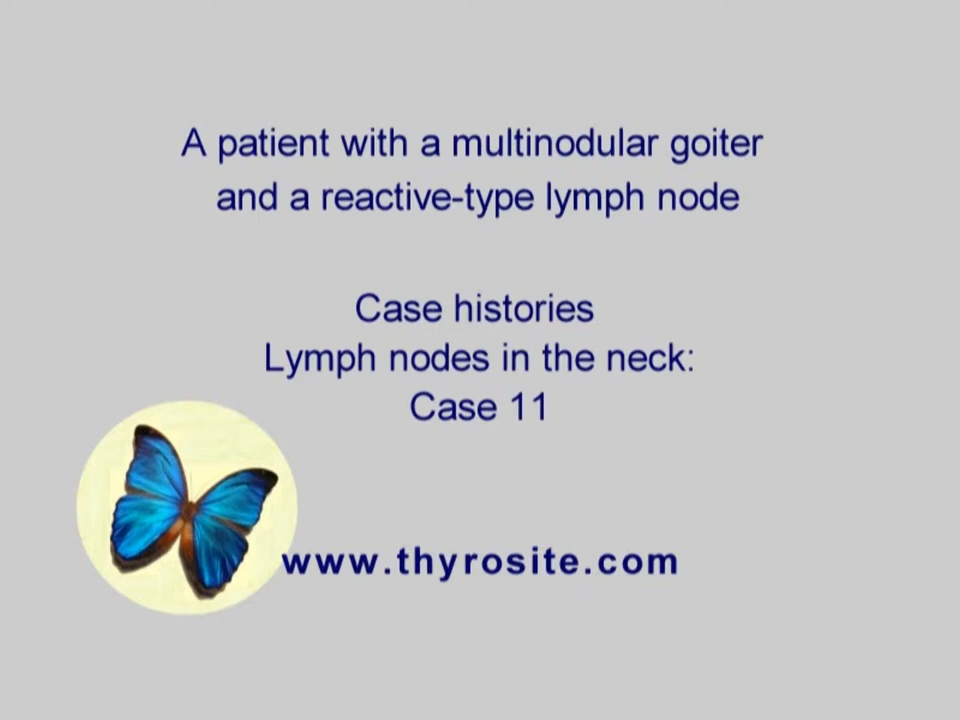 A patient with a multinodular goiter
and a reactive-type lymph node
Case histories
Lymph nodes in the neck:
Case 11
www.thyrosite.com